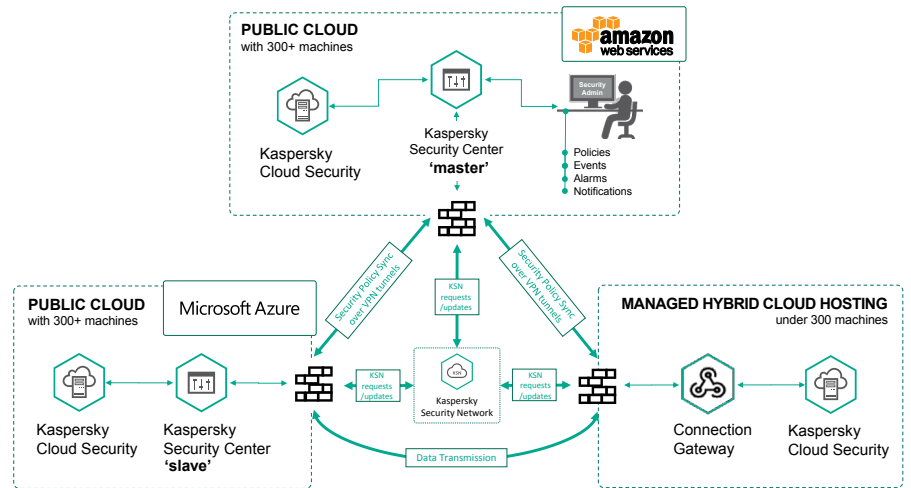 PUBLIC CLOUD
with 300+ machines
amazon
web services
Security
Admin
Kaspersky
Cloud Security
Kaspersky
Security Center
‘master’
Policies
Events
Alarms
Notifications
Security Policy Sync
over VPN tunnels
KSN
requests
/updates
Security Policy Sync
over VPN tunnels
PUBLIC CLOUD
with 300+ machines
Microsoft Azure
Kaspersky
Cloud Security
Kaspersky
Security Center
‘slave’
KSN
requests
/updates
KSN
Kaspersky
Security Network
KSN
requests
/updates
Data Transmission
MANAGED HYBRID CLOUD HOSTING
under 300 machines
Connection
Gateway
Kaspersky
Cloud Security